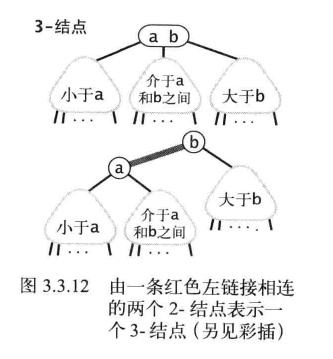 3-结点
a b
小于a
介于a
和b之间
大于b
b
a
大于b
小于a
介于a
和b之间
图 3.3.12 由一条红色左链接相连
的两个 2- 结点表示一
个 3- 结点（另见彩插）